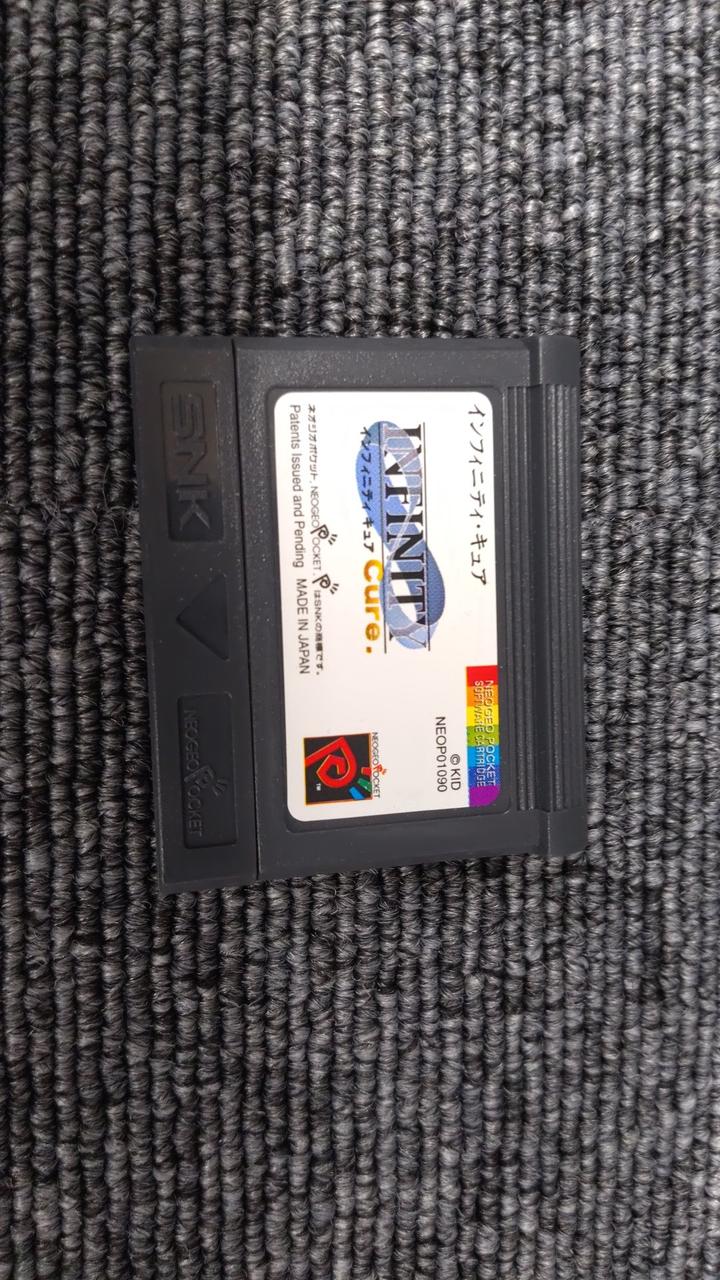 インフィニティ・キュア
NEOGEO POCKET
SOFTWARE CARTRIDGE
© KID
NEOP01090
INFINITY
インフィニティ キュア Cure.
ネオジオポケット, NEOGEO POCKET, P はSNKの商標です。
Patents Issued and Pending MADE IN JAPAN
NEOGEO POCKET
P ™
SNK
NEOGEO POCKET